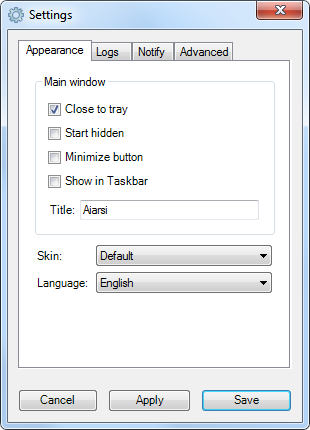 Settings
Appearance Logs Notify Advanced
Main window
Close to tray
Start hidden
Minimize button
Show in Taskbar
Title: Aiarsi
Skin: Default
Language: English
Cancel Apply Save